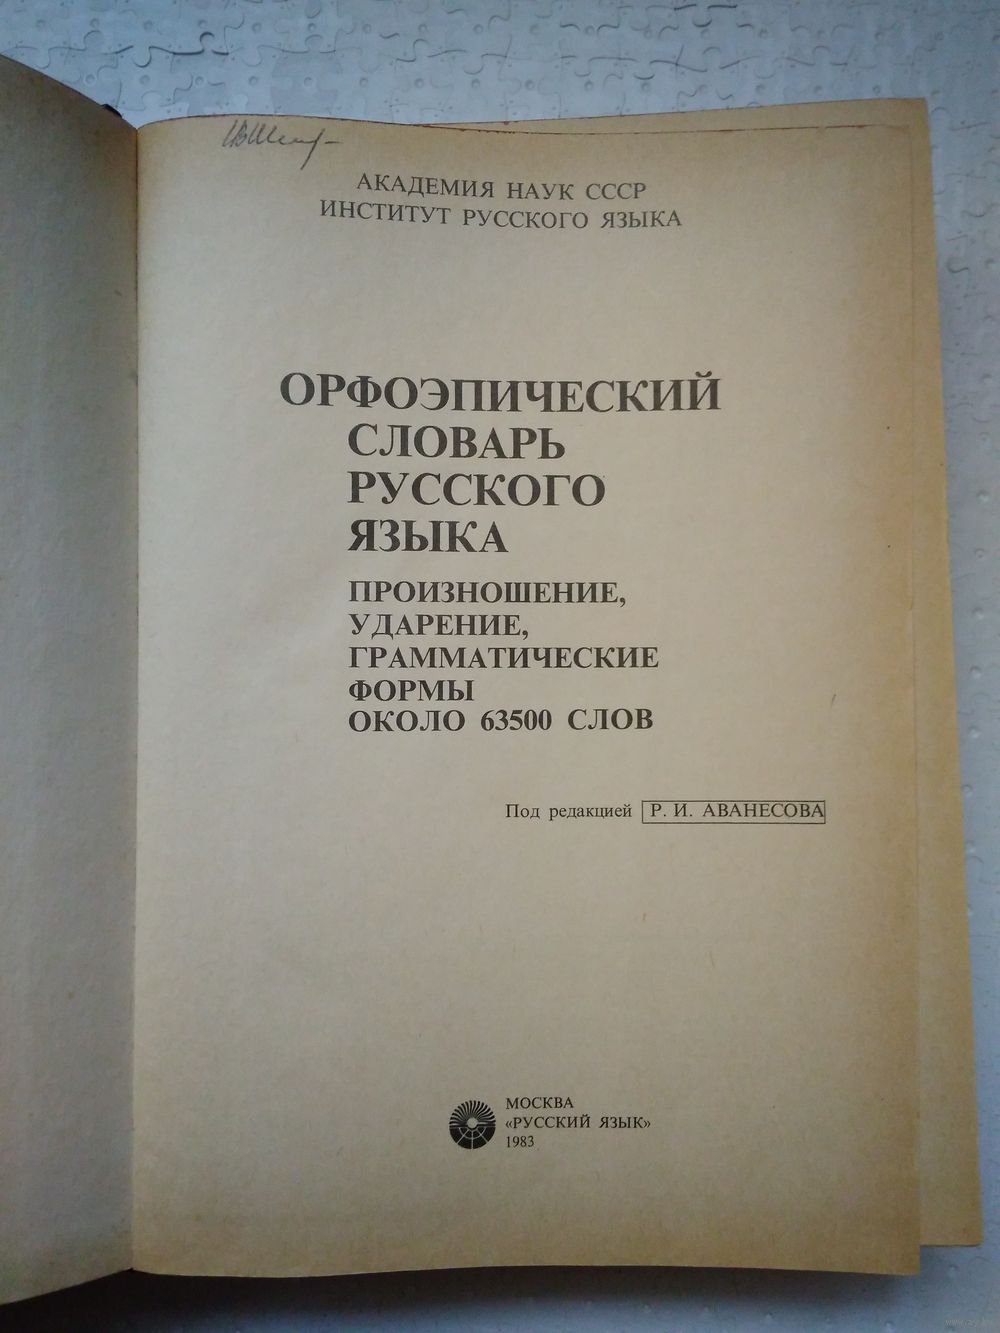 АКАДЕМИЯ НАУК СССР
ИНСТИТУТ РУССКОГО ЯЗЫКА
ОРФОЭПИЧЕСКИЙ
СЛОВАРЬ
РУССКОГО
ЯЗЫКА
ПРОИЗНОШЕНИЕ,
УДАРЕНИЕ,
ГРАММАТИЧЕСКИЕ
ФОРМЫ
ОКОЛО 63500 СЛОВ
Под редакцией Р. И. АВАНЕСОВА
МОСКВА
«РУССКИЙ ЯЗЫК»
1983